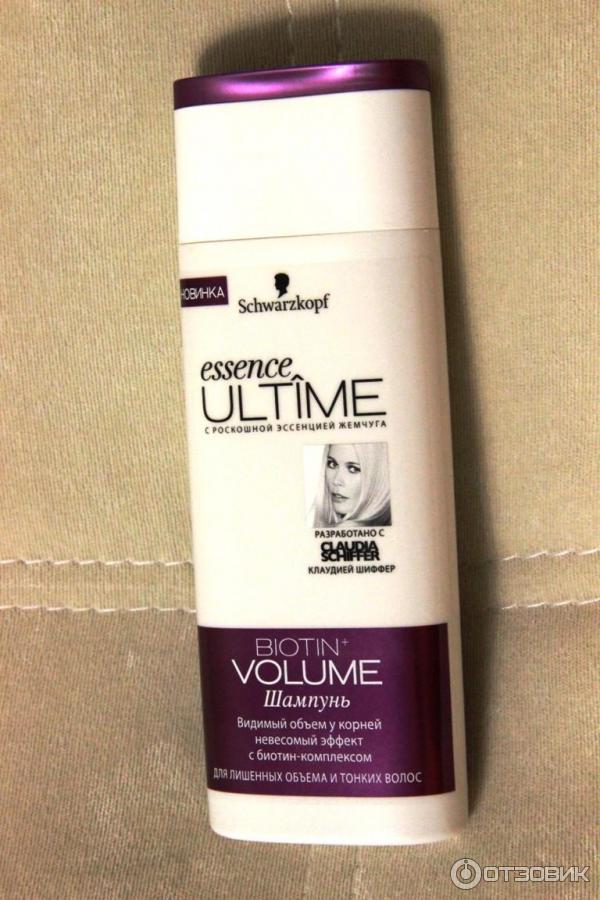 НОВИНКА
Schwarzkopf
essence
ULTÎME
С РОСКОШНОЙ ЭССЕНЦИЕЙ ЖЕМЧУГА
РАЗРАБОТАНО С
CLAUDIA
SCHIFFER
КЛАУДИЕЙ ШИФФЕР
BIOTIN+
VOLUME
Шампунь
Видимый объем у корней
невесомый эффект
с биотин-комплексом
ДЛЯ ЛИШЕННЫХ ОБЪЕМА И ТОНКИХ ВОЛОС
ОТЗОВИК